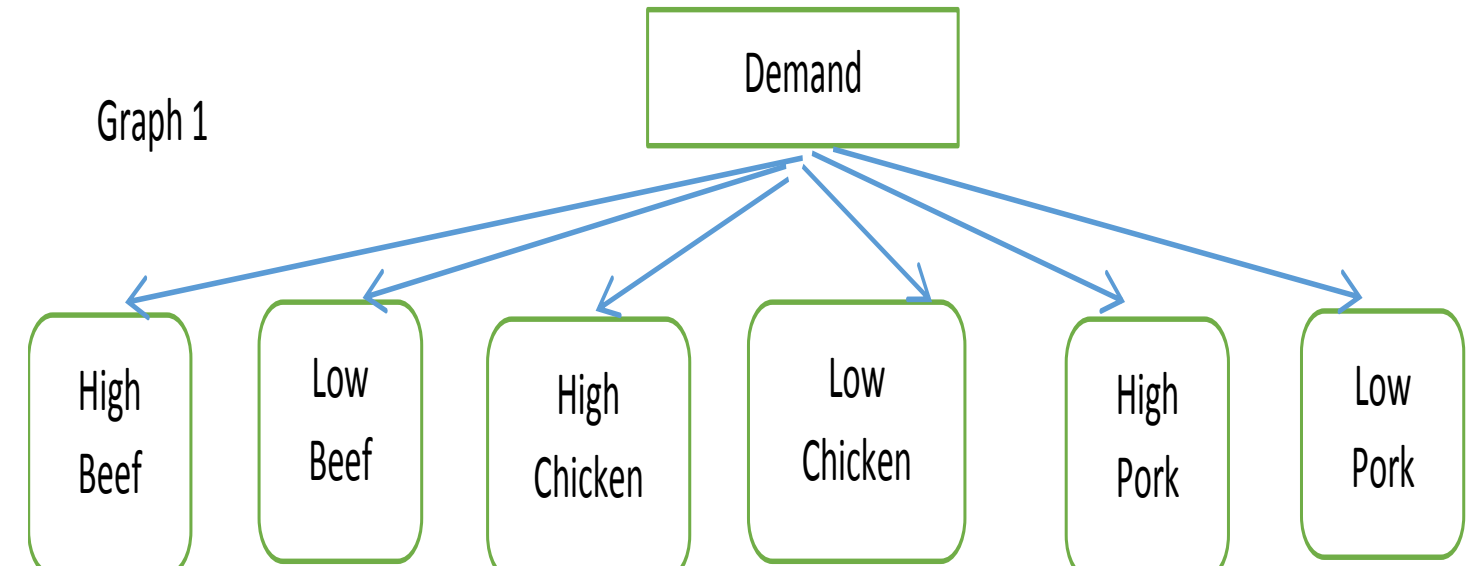 Demand
Graph 1
High
Beef
Low
Beef
High
Chicken
Low
Chicken
High
Pork
Low
Pork